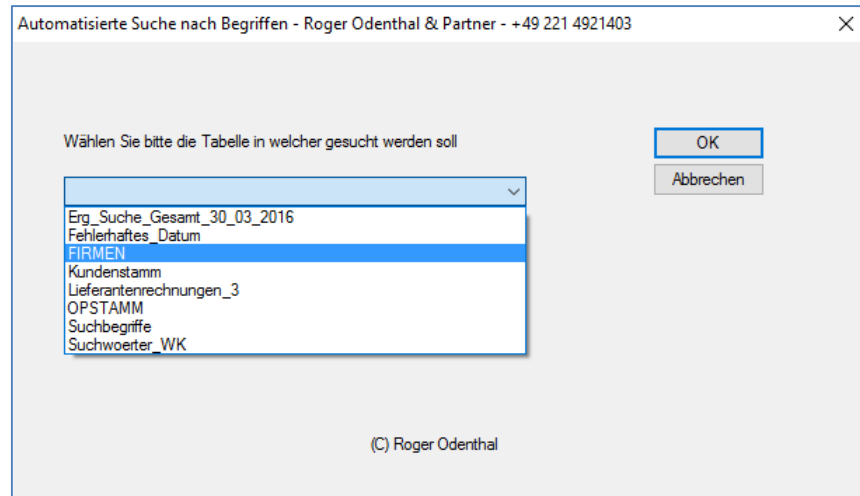 Automatisierte Suche nach Begriffen - Roger Odenthal & Partner - +49 221 4921403
Wählen Sie bitte die Tabelle in welcher gesucht werden soll
OK
Abbrechen
Erg_Suche_Gesamt_30_03_2016
Fehlerhaftes_Datum
FIRMEN
Kundenstamm
Lieferantenrechnungen_3
OPSTAMM
Suchbegriffe
Suchwoerter_WK
(C) Roger Odenthal